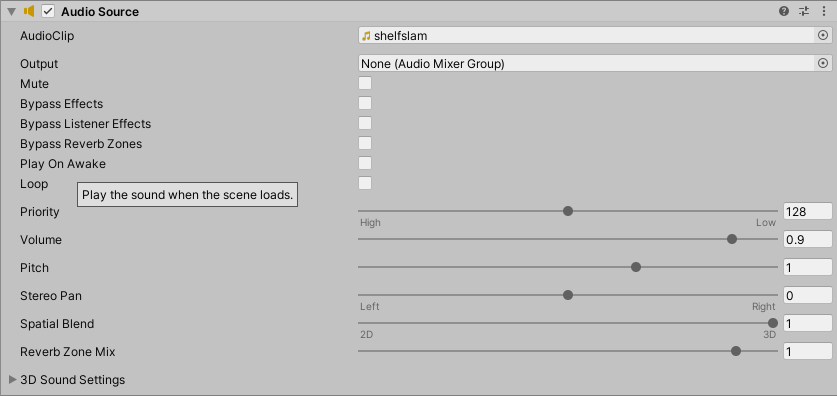 Audio Source
AudioClip shelfslam
Output None (Audio Mixer Group)
Mute
Bypass Effects
Bypass Listener Effects
Bypass Reverb Zones
Play On Awake
Loop
Play the sound when the scene loads.
Priority 128
High Low
Volume 0.9
Pitch 1
Stereo Pan 0
Left Right
Spatial Blend 1
2D 3D
Reverb Zone Mix 1
3D Sound Settings